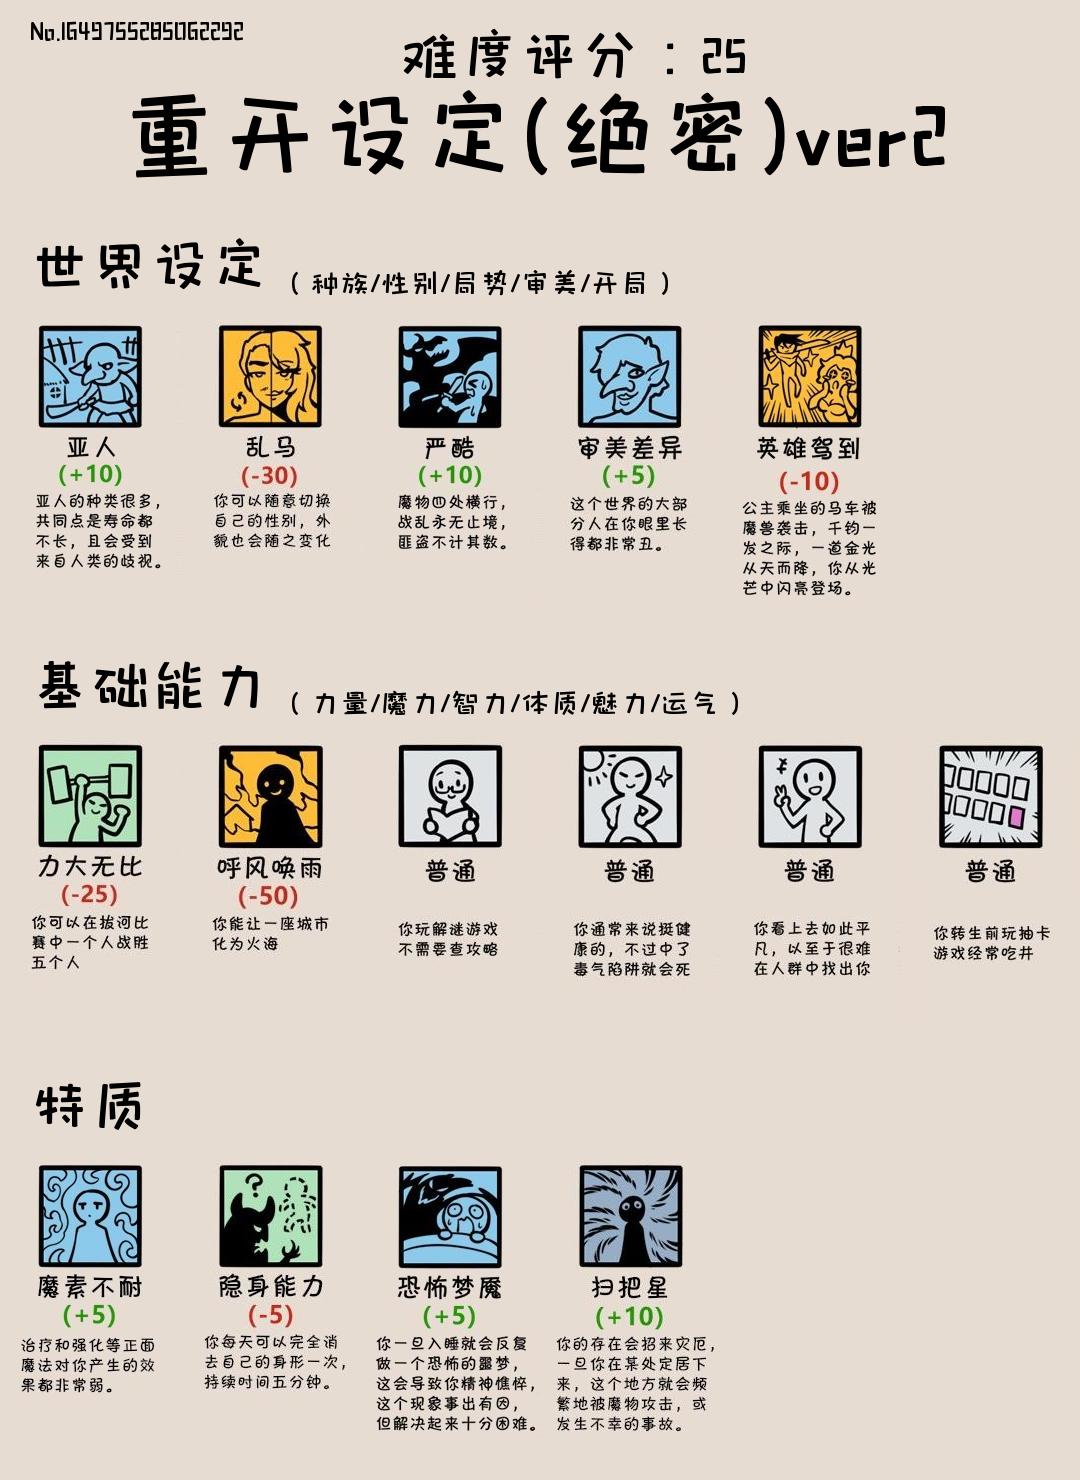 No.1649755285062292
难度评分：25
重开设定(绝密)ver2
世界设定（种族/性别/局势/审美/开局）
亚人
(+10)
亚人的种类很多，
共同点是寿命都
不长，且会受到
来自人类的歧视。
乱马
(-30)
你可以随意切换
自己的性别，外
貌也会随之变化
严酷
(+10)
魔物四处横行，
战乱永无止境，
匪盗不计其数。
审美差异
(+5)
这个世界的大部
分人在你眼里长
得都非常丑。
英雄驾到
(-10)
公主乘坐的马车被
魔兽袭击，千钧一
发之际，一道金光
从天而降，你从光
芒中闪亮登场。
基础能力（力量/魔力/智力/体质/魅力/运气）
力大无比
(-25)
你可以在拔河比
赛中一个人战胜
五个人
呼风唤雨
(-50)
你能让一座城市
化为火海
普通
你玩解谜游戏
不需要查攻略
普通
你通常来说挺健
康的，不过中了
毒气陷阱就会死
普通
你看上去如此平
凡，以至于很难
在人群中找出你
普通
你转生前玩抽卡
游戏经常吃井
特质
魔素不耐
(+5)
治疗和强化等正面
魔法对你产生的效
果都非常弱。
隐身能力
(-5)
你每天可以完全消
去自己的身形一次，
持续时间五分钟。
恐怖梦魇
(+5)
你一旦入睡就会反复
做一个恐怖的噩梦，
这会导致你精神憔悴，
这个现象事出有因，
但解决起来十分困难。
扫把星
(+10)
你的存在会招来灾厄，
一旦你在某处定居下
来，这个地方就会频
繁地被魔物攻击，或
发生不幸的事故。